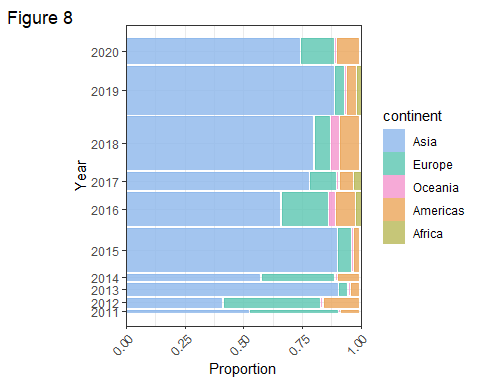 Figure 8
2020
2019
2018
2017
2016
2015
2014
2013
2012
2011
Year
0.00
0.25
0.50
0.75
1.00
Proportion
continent
Asia
Europe
Oceania
Americas
Africa